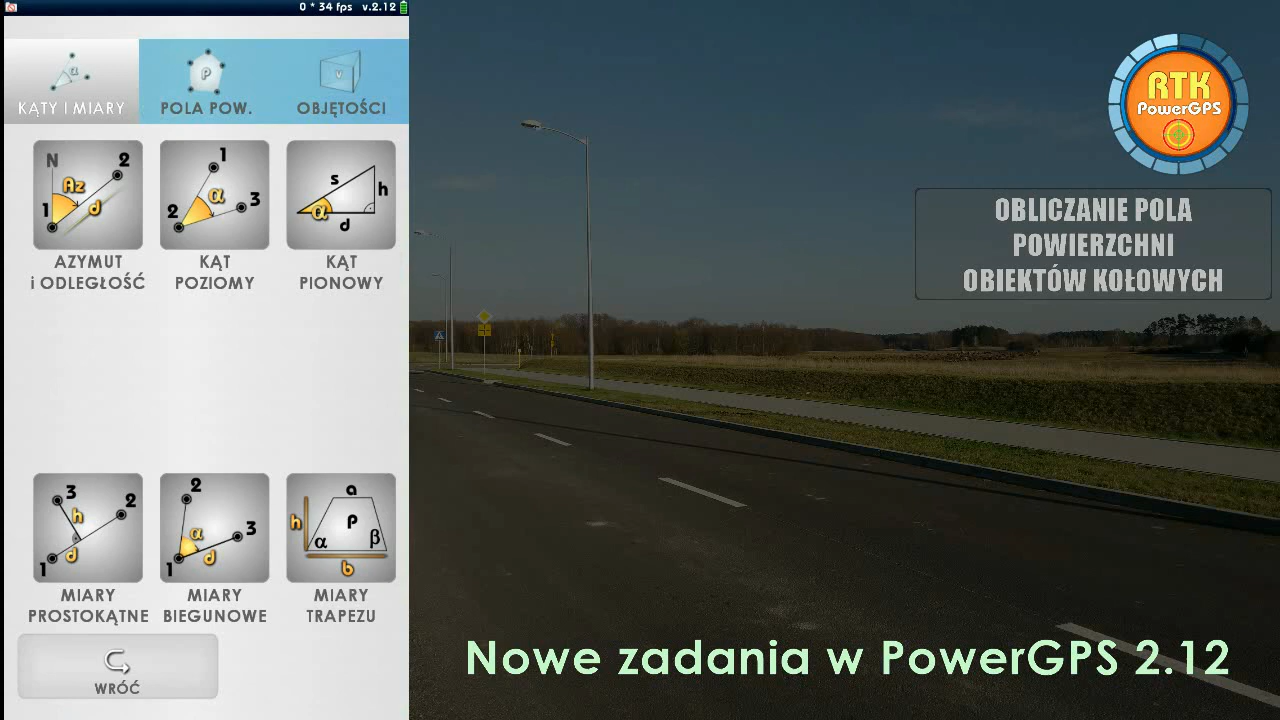 0 * 34 fps v.2.12
KĄTY I MIARY
P
POLA POW.
V
OBJĘTOŚCI
α
N
2
Az
1
d
AZYMUT
i ODLEGŁOŚĆ
1
α
2
3
KĄT
POZIOMY
s
h
α
d
KĄT
PIONOWY
3
h
2
1
d
MIARY
PROSTOKĄTNE
2
α
3
1
d
MIARY
BIEGUNOWE
a
h
P
α
β
b
MIARY
TRAPEZU
WRÓĆ
RTK
PowerGPS
OBLICZANIE POLA
POWIERZCHNI
OBIEKTÓW KOŁOWYCH
Nowe zadania w PowerGPS 2.12